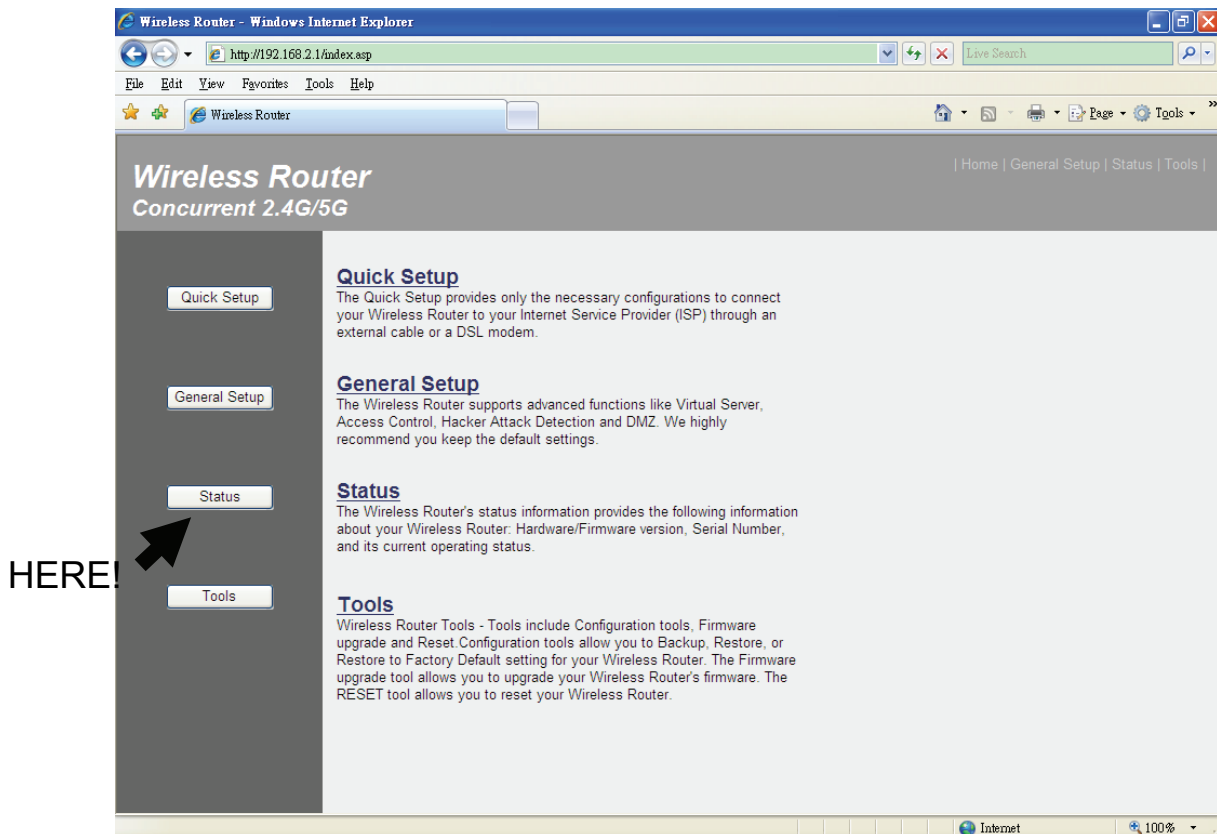 Wireless Router - Windows Internet Explorer
http://192.168.2.1/index.asp
Live Search
File Edit View Favorites Tools Help
Wireless Router
Page Tools
»
Wireless Router
Concurrent 2.4G/5G
| Home | General Setup | Status | Tools |
Quick Setup
Quick Setup
The Quick Setup provides only the necessary configurations to connect
your Wireless Router to your Internet Service Provider (ISP) through an
external cable or a DSL modem.
General Setup
General Setup
The Wireless Router supports advanced functions like Virtual Server,
Access Control, Hacker Attack Detection and DMZ. We highly
recommend you keep the default settings.
Status
Status
The Wireless Router's status information provides the following information
about your Wireless Router: Hardware/Firmware version, Serial Number,
and its current operating status.
HERE!
Tools
Tools
Wireless Router Tools - Tools include Configuration tools, Firmware
upgrade and Reset.Configuration tools allow you to Backup, Restore, or
Restore to Factory Default setting for your Wireless Router. The Firmware
upgrade tool allows you to upgrade your Wireless Router's firmware. The
RESET tool allows you to reset your Wireless Router.
Internet
100%